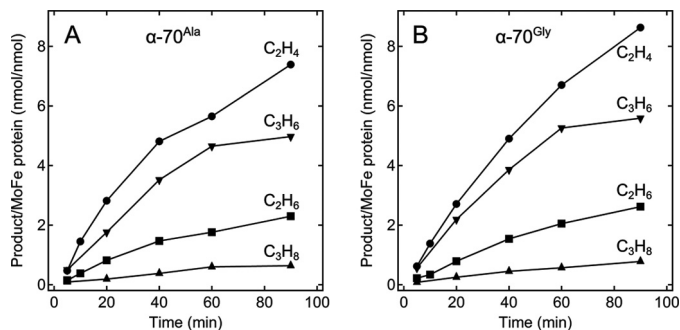 A
α-70ᴬˡᵃ
C₂H₄
C₃H₆
C₂H₆
C₃H₈
Product/MoFe protein (nmol/nmol)
8
6
4
2
0
0 20 40 60 80 100
Time (min)
B
α-70ᴳˡʸ
C₂H₄
C₃H₆
C₂H₆
C₃H₈
Product/MoFe protein (nmol/nmol)
8
6
4
2
0
0 20 40 60 80 100
Time (min)